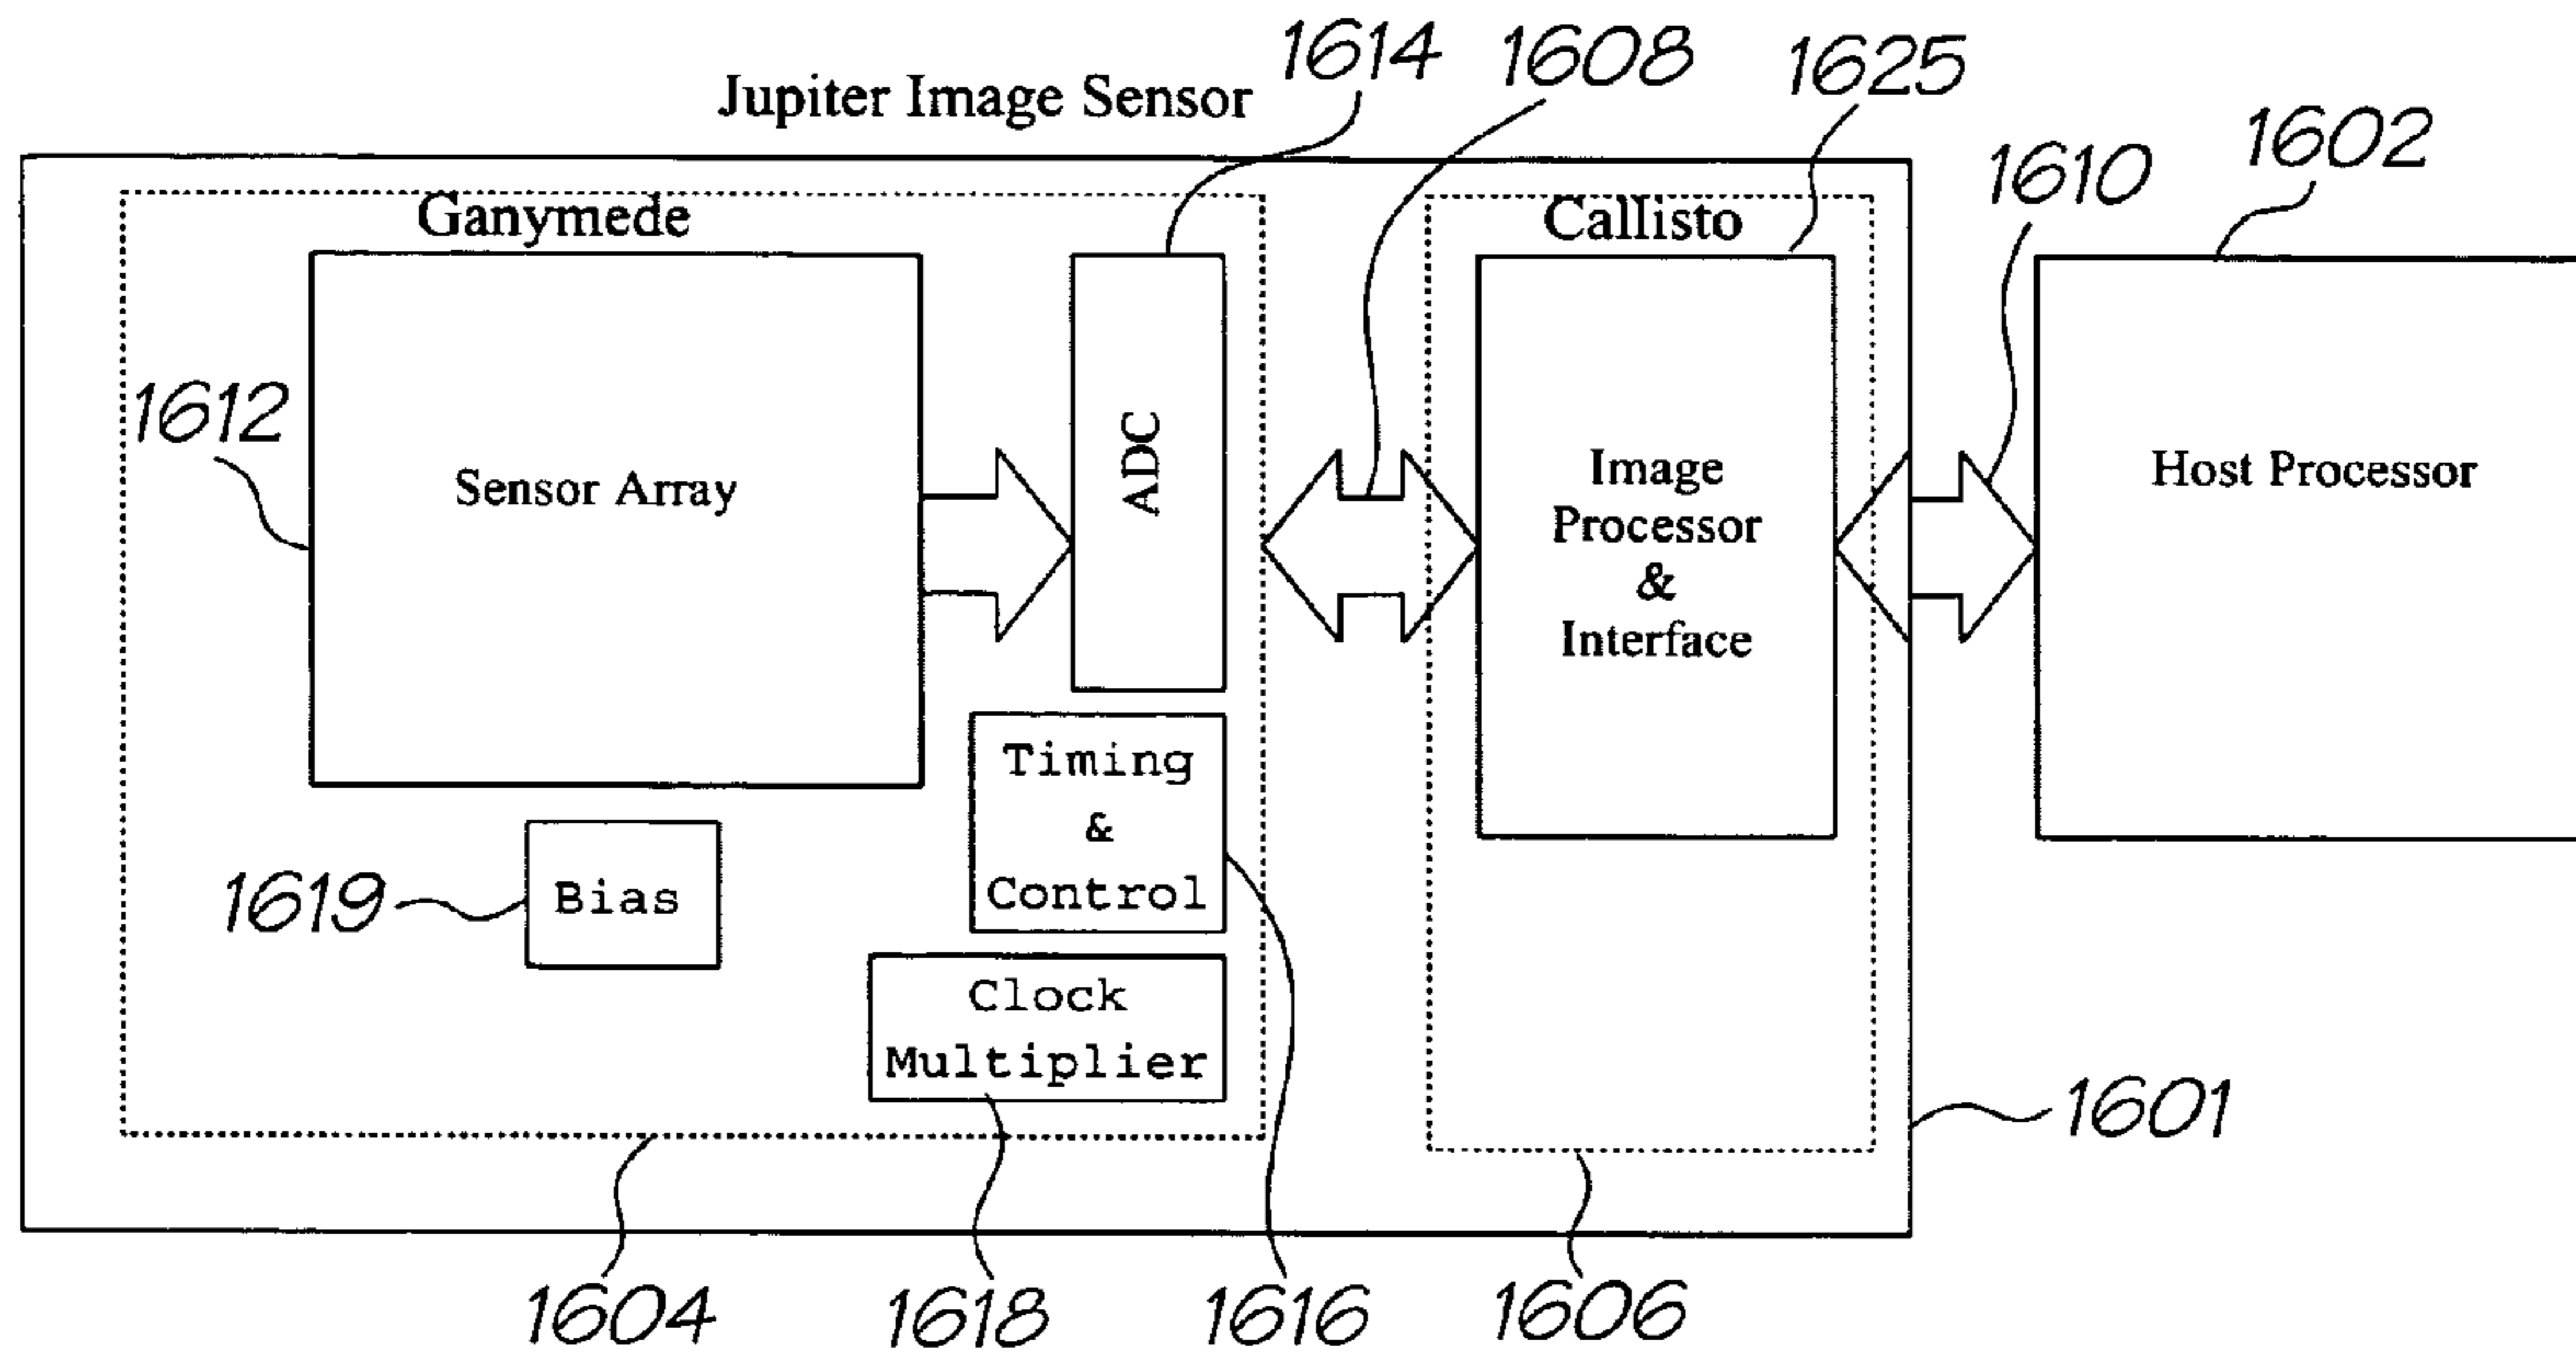 Jupiter Image Sensor
1614
1608
1625
1602
1610
Ganymede
Callisto
1612
Sensor Array
ADC
Image
Processor
&
Interface
Host Processor
Timing
&
Control
1619
Bias
Clock
Multiplier
1601
1604
1618
1616
1606